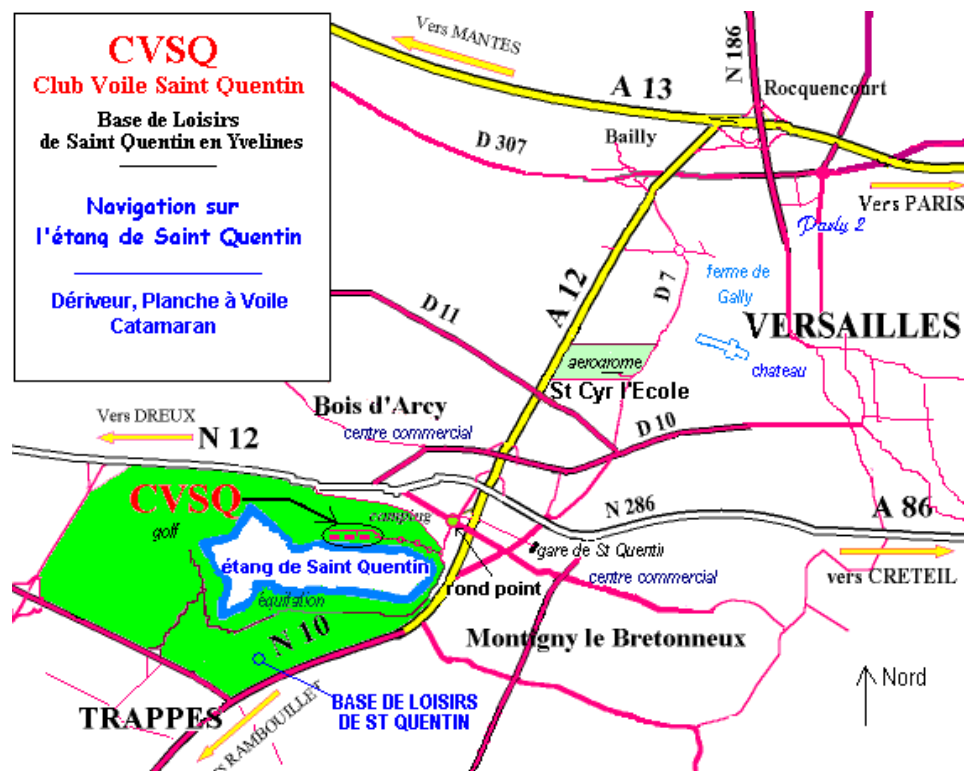 CVSQ
Club Voile Saint Quentin
Base de Loisirs
de Saint Quentin en Yvelines
Navigation sur
l'étang de Saint Quentin
Dériveur, Planche à Voile
Catamaran
Vers MANTES
A 13
N 186
Rocquencourt
Bailly
D 307
Vers PARIS
Parly 2
A 12
D 7
ferme de
Gally
D 11
VERSAILLES
chateau
aerodrome
St Cyr l'Ecole
Bois d'Arcy
centre commercial
D 10
Vers DREUX
N 12
CVSQ
camping
golf
N 286
A 86
gare de St Quentin
étang de Saint Quentin
rond point
centre commercial
vers CRETEIL
équitation
N 10
Montigny le Bretonneux
Nord
BASE DE LOISIRS
DE ST QUENTIN
TRAPPES
RAMBOUILLET